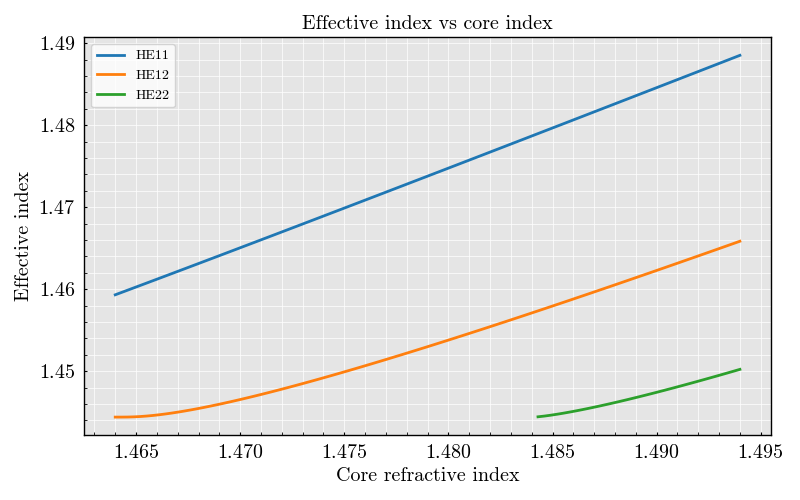 Effective index vs core index
HE11
HE12
HE22
Effective index
1.49
1.48
1.47
1.46
1.45
1.465 1.470 1.475 1.480 1.485 1.490 1.495
Core refractive index